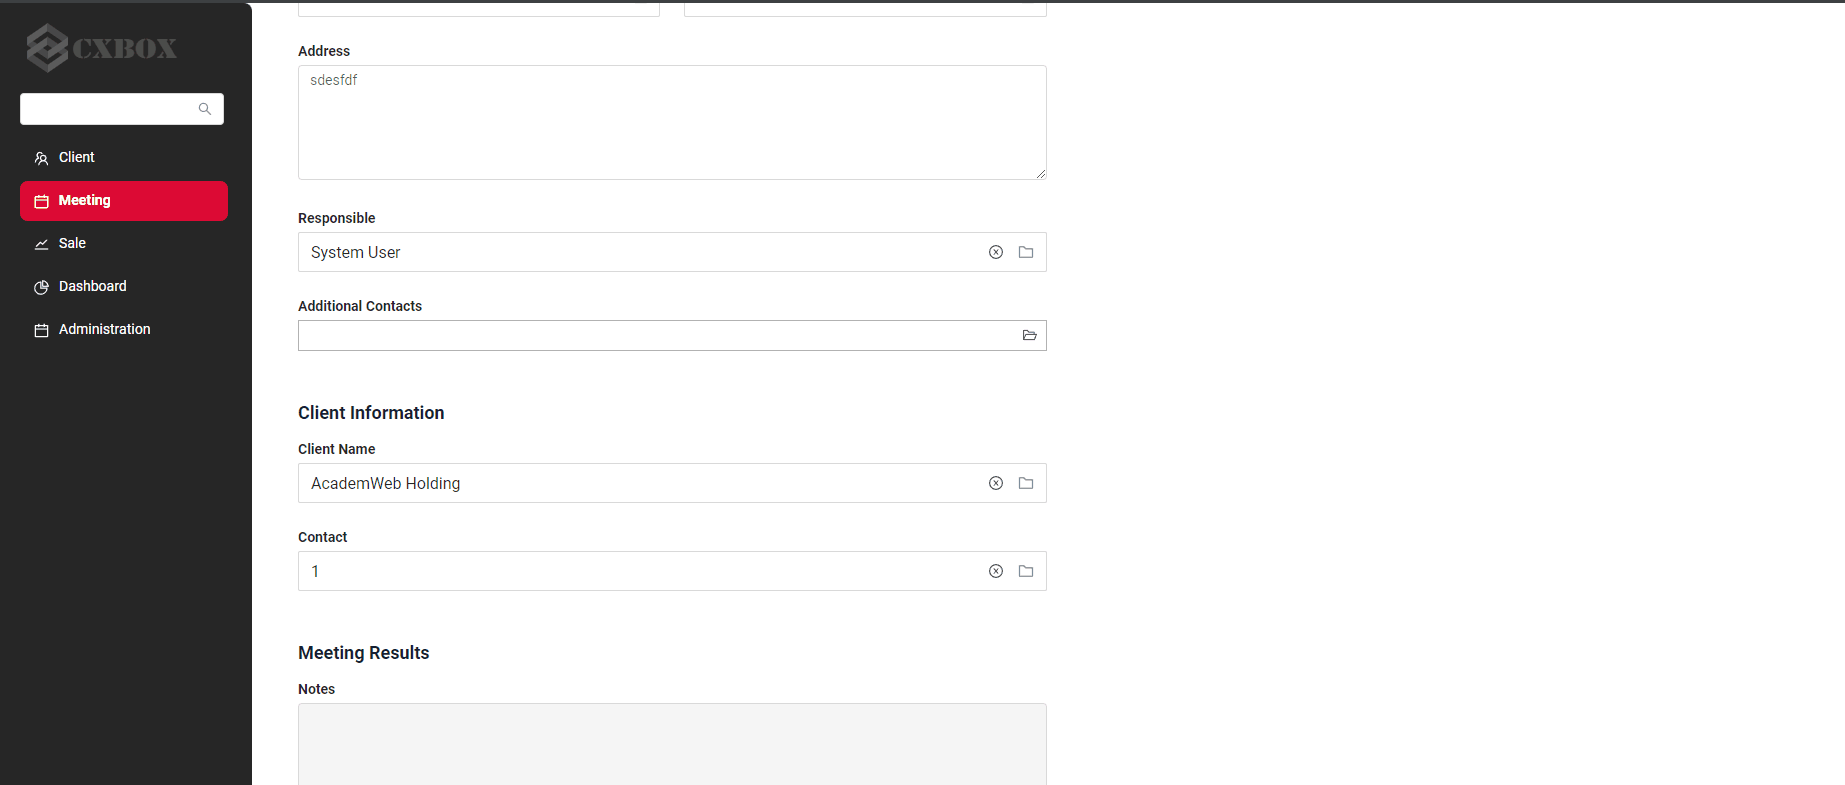 CXBOX
Client
Meeting
Sale
Dashboard
Administration
Address
sdesfdf
Responsible
System User
Additional Contacts
Client Information
Client Name
AcademWeb Holding
Contact
1
Meeting Results
Notes